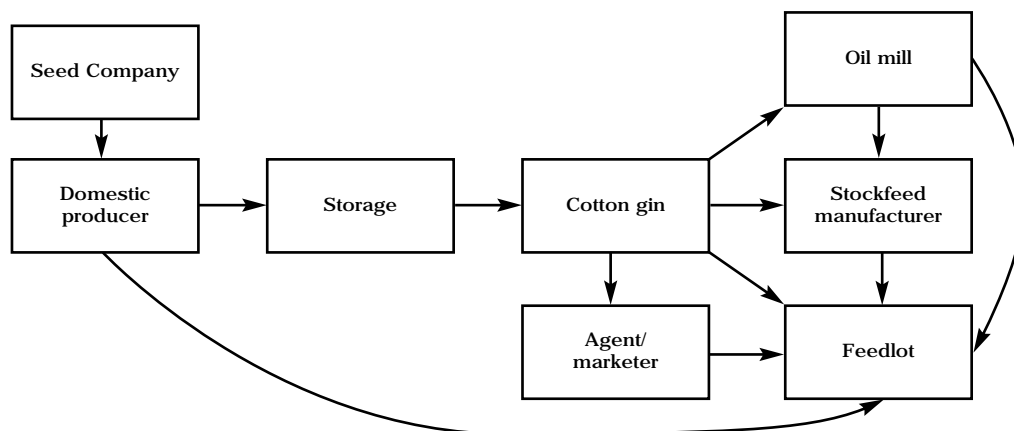 Seed Company
Oil mill
Domestic
producer
Storage
Cotton gin
Stockfeed
manufacturer
Agent/
marketer
Feedlot